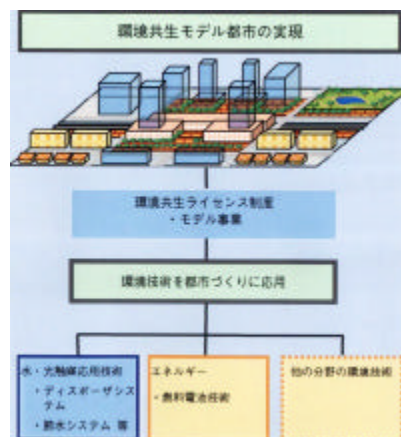 環境共生モデル都市の実現
環境共生ライセンス制度
・モデル事業
環境技術を都市づくりに応用
水・光触媒応用技術
・ディスポーザシス
テム
・節水システム 等
エネルギー
・燃料電池技術
他の分野の環境技術